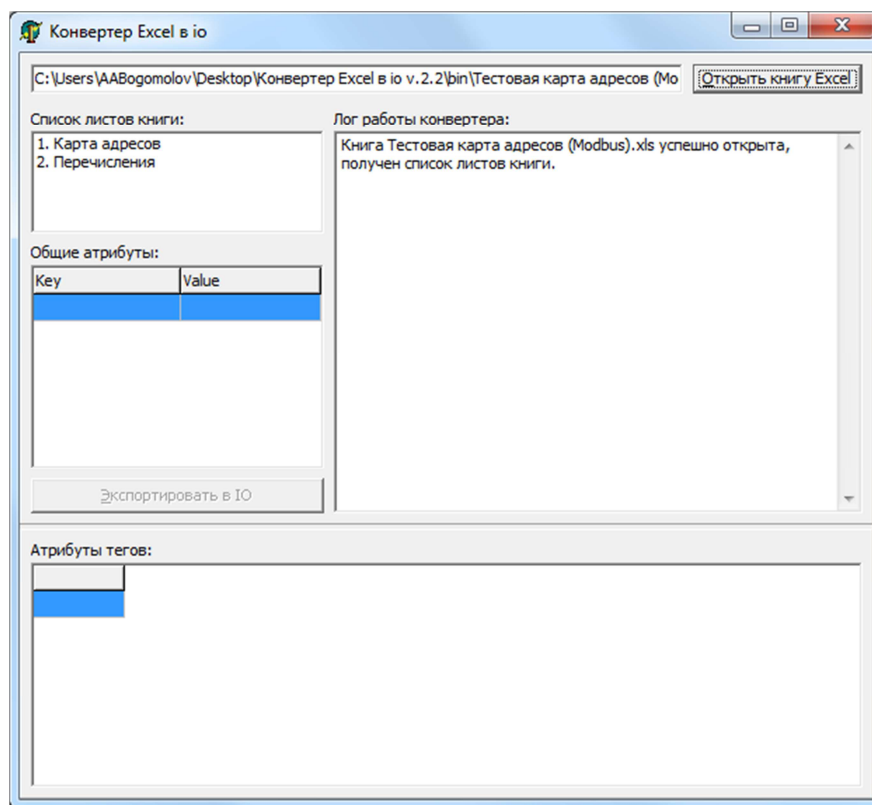 Конвертер Excel в io
C:\Users\AABogomolov\Desktop\Конвертер Excel в io v.2.2\bin\Тестовая карта адресов (Mo
Открыть книгу Excel
Список листов книги:
1. Карта адресов
2. Перечисления
Лог работы конвертера:
Книга Тестовая карта адресов (Modbus).xls успешно открыта,
получен список листов книги.
Общие атрибуты:
Key Value
Экспортировать в IO
Атрибуты тегов: